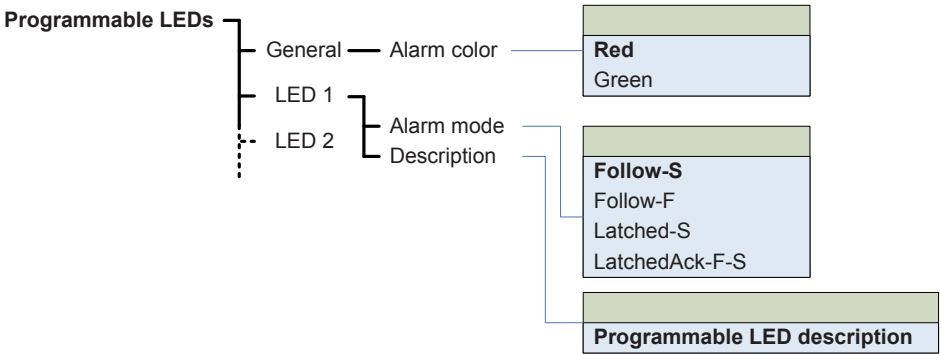 Programmable LEDs
General
Alarm color
Red
Green
LED 1
LED 2
Alarm mode
Description
Follow-S
Follow-F
Latched-S
LatchedAck-F-S
Programmable LED description